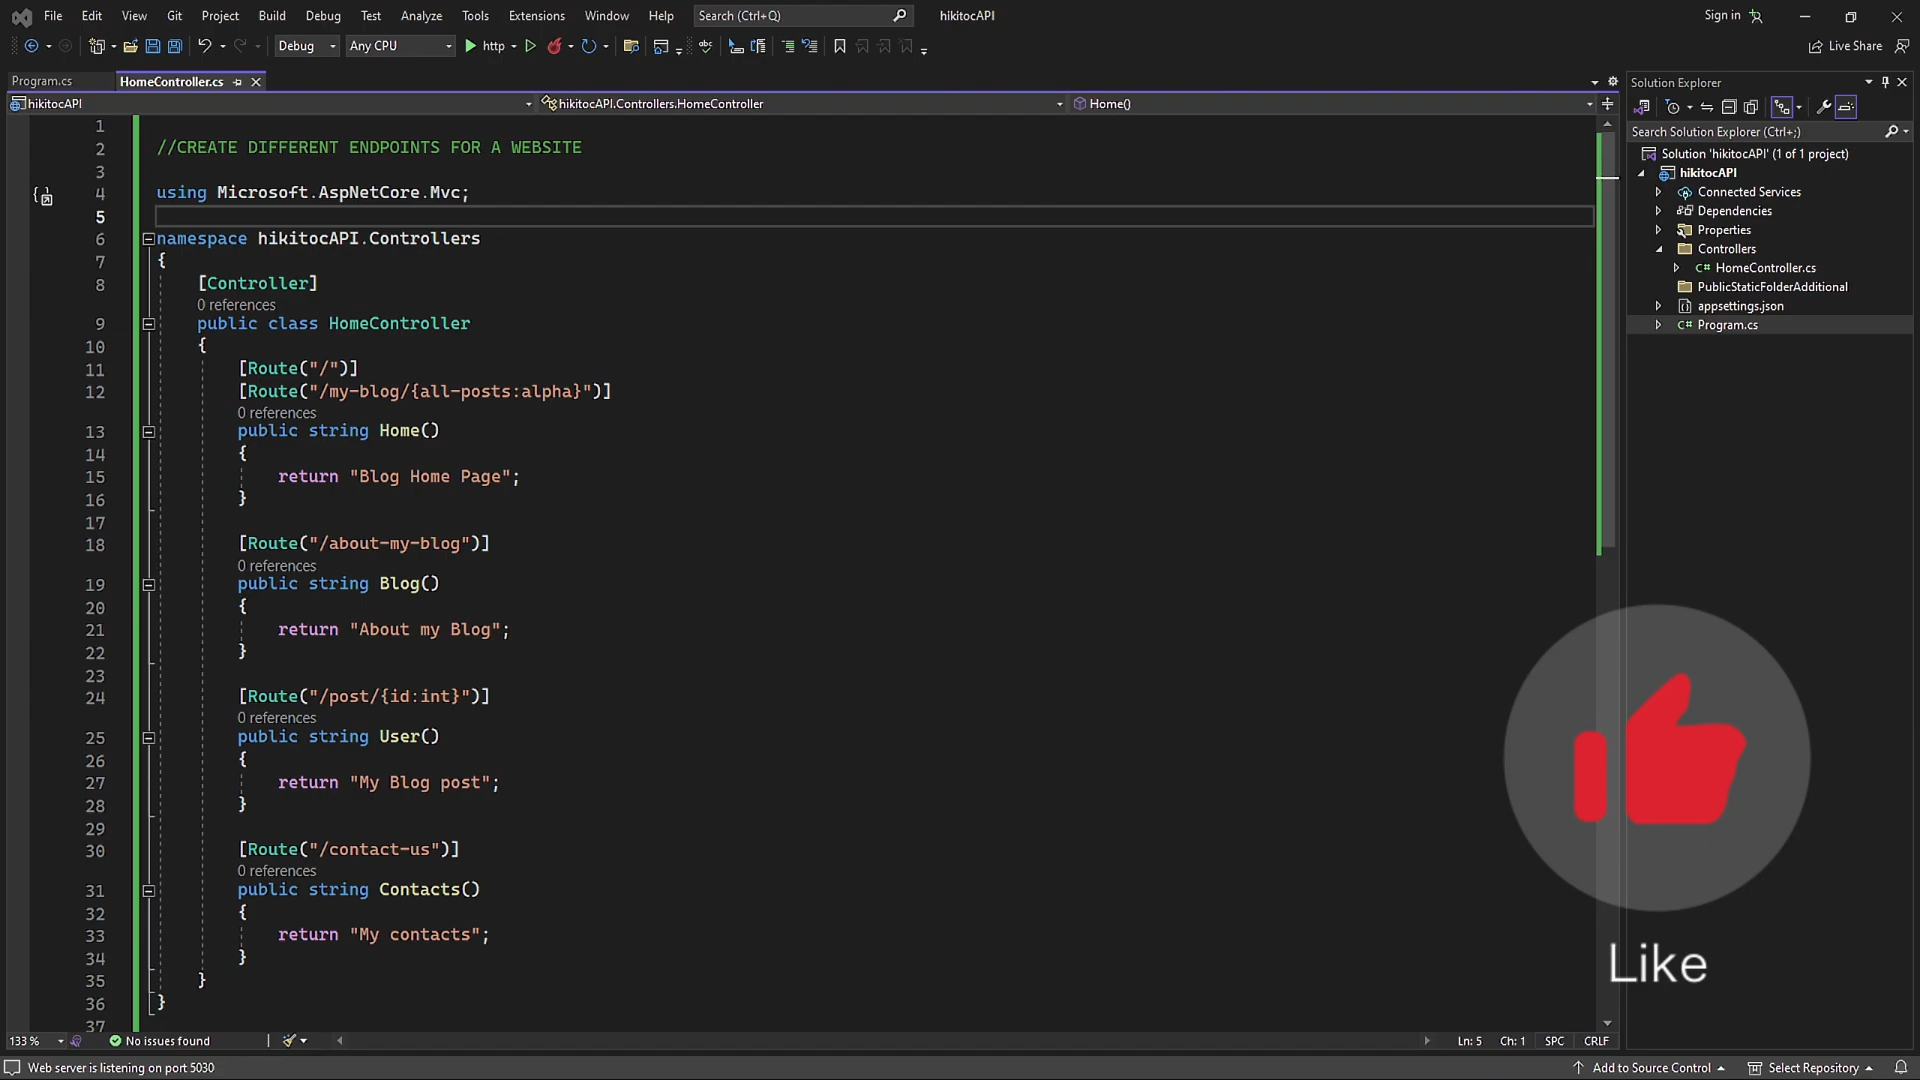 File Edit View Git Project Build Debug Test Analyze Tools Extensions Window Help Search (Ctrl+Q) hikitocAPI Sign in
Debug Any CPU http Live Share
Program.cs HomeController.cs
hikitocAPI hikitocAPI.Controllers.HomeController Home()
1
2 //CREATE DIFFERENT ENDPOINTS FOR A WEBSITE
3
4 using Microsoft.AspNetCore.Mvc;
5
6 namespace hikitocAPI.Controllers
7 {
8 [Controller]
0 references
9 public class HomeController
10 {
11 [Route("/")]
12 [Route("/my-blog/{all-posts:alpha}")]
0 references
13 public string Home()
14 {
15 return "Blog Home Page";
16 }
17
18 [Route("/about-my-blog")]
0 references
19 public string Blog()
20 {
21 return "About my Blog";
22 }
23
24 [Route("/post/{id:int}")]
0 references
25 public string User()
26 {
27 return "My Blog post";
28 }
29
30 [Route("/contact-us")]
0 references
31 public string Contacts()
32 {
33 return "My contacts";
34 }
35 }
36 }
37
Solution Explorer
Search Solution Explorer (Ctrl+;)
Solution 'hikitocAPI' (1 of 1 project)
hikitocAPI
Connected Services
Dependencies
Properties
Controllers
C# HomeController.cs
PublicStaticFolderAdditional
appsettings.json
C# Program.cs
Like
133 % No issues found Ln: 5 Ch: 1 SPC CRLF
Web server is listening on port 5030 Add to Source Control Select Repository